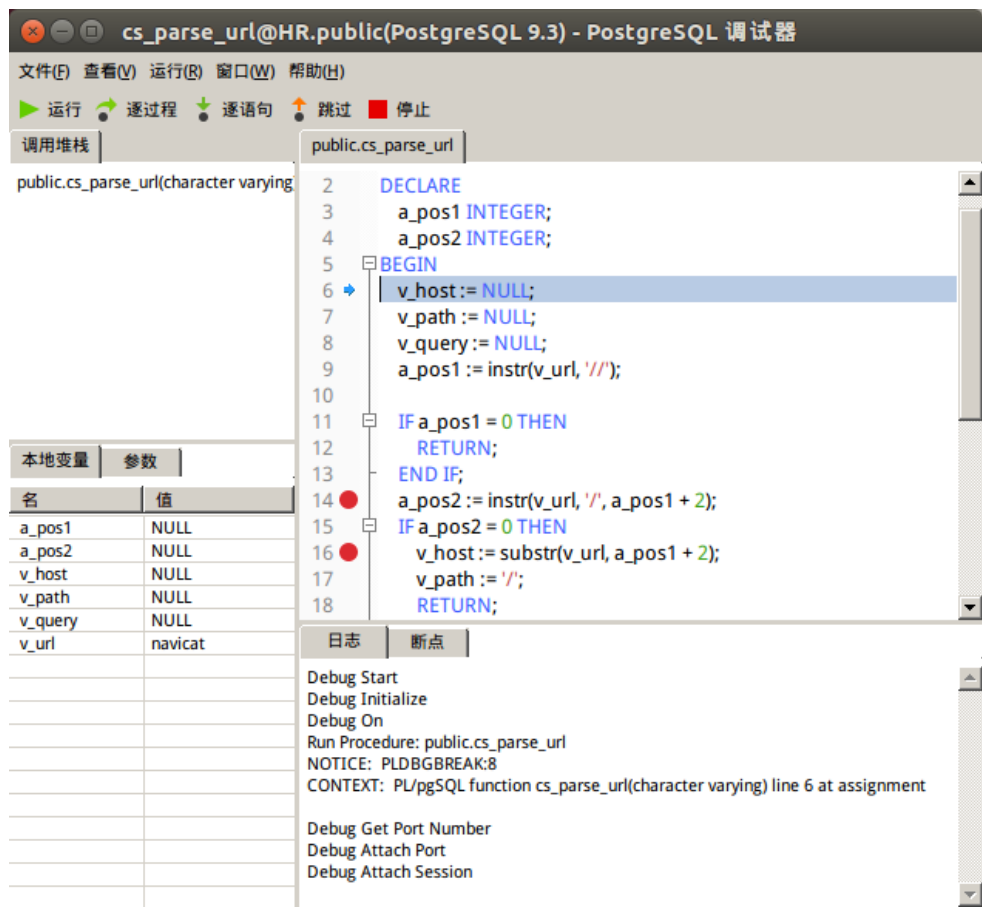 cs_parse_url@HR.public(PostgreSQL 9.3) - PostgreSQL 调试器
文件(F) 查看(V) 运行(R) 窗口(W) 帮助(H)
运行 逐过程 逐语句 跳过 停止
调用堆栈
public.cs_parse_url(character varying)
public.cs_parse_url
2 DECLARE
3 a_pos1 INTEGER;
4 a_pos2 INTEGER;
5 BEGIN
6 v_host := NULL;
7 v_path := NULL;
8 v_query := NULL;
9 a_pos1 := instr(v_url, '//');
10
11 IF a_pos1 = 0 THEN
12 RETURN;
13 END IF;
14 a_pos2 := instr(v_url, '/', a_pos1 + 2);
15 IF a_pos2 = 0 THEN
16 v_host := substr(v_url, a_pos1 + 2);
17 v_path := '/';
18 RETURN;
本地变量 参数
名 值
a_pos1 NULL
a_pos2 NULL
v_host NULL
v_path NULL
v_query NULL
v_url navicat
日志 断点
Debug Start
Debug Initialize
Debug On
Run Procedure: public.cs_parse_url
NOTICE: PLDBGBREAK:8
CONTEXT: PL/pgSQL function cs_parse_url(character varying) line 6 at assignment
Debug Get Port Number
Debug Attach Port
Debug Attach Session